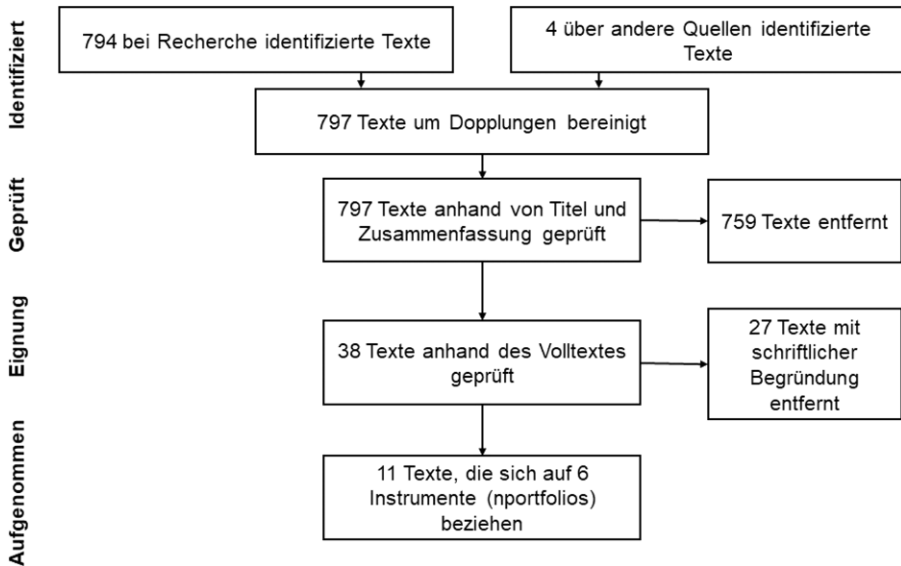 Identifiziert
794 bei Recherche identifizierte Texte
4 über andere Quellen identifizierte
Texte
797 Texte um Dopplungen bereinigt
Geprüft
797 Texte anhand von Titel und
Zusammenfassung geprüft
759 Texte entfernt
Eignung
38 Texte anhand des Volltextes
geprüft
27 Texte mit
schriftlicher
Begründung
entfernt
Aufgenommen
11 Texte, die sich auf 6
Instrumente (nportfolios)
beziehen